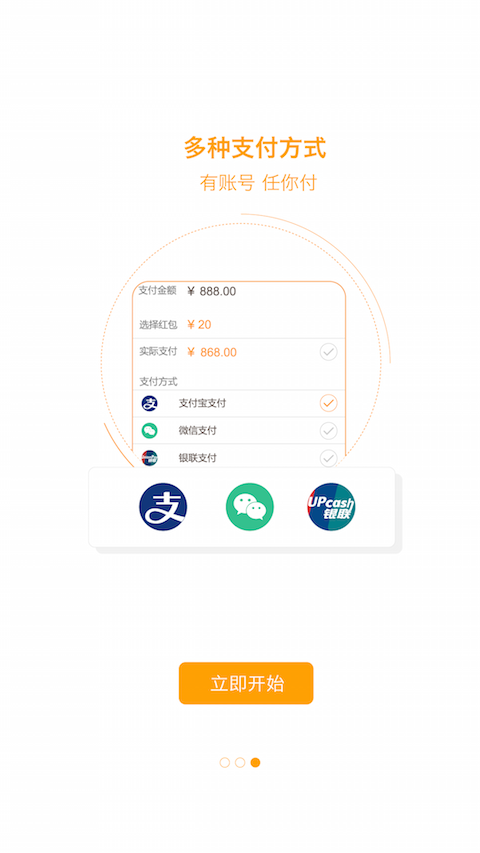 多种支付方式
有账号 任你付
支付金额 ¥ 888.00
选择红包 ¥ 20
实际支付 ¥ 868.00
支付方式
支 支付宝支付
微信支付
银联支付
支
UPcash
银联
立即开始